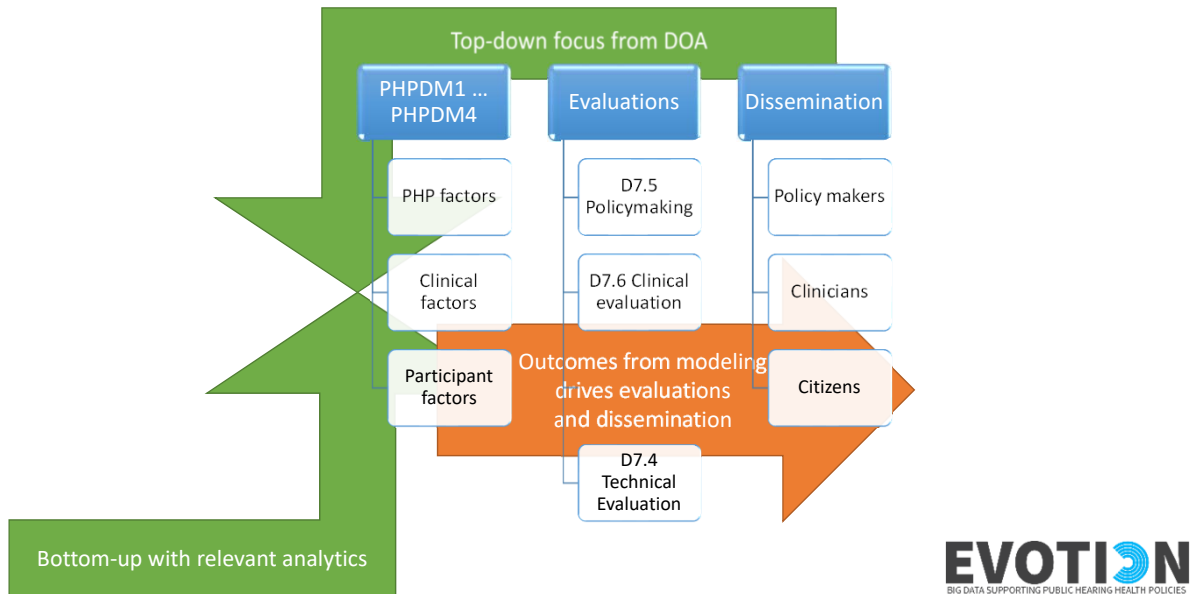 Top-down focus from DOA
PHPDM1 …
PHPDM4
PHP factors
Clinical
factors
Participant
factors
Evaluations
D7.5
Policymaking
D7.6 Clinical
evaluation
D7.4
Technical
Evaluation
Dissemination
Policy makers
Clinicians
Citizens
Outcomes from modeling
drives evaluations
and dissemination
Bottom-up with relevant analytics
EVOTION
BIG DATA SUPPORTING PUBLIC HEARING HEALTH POLICIES